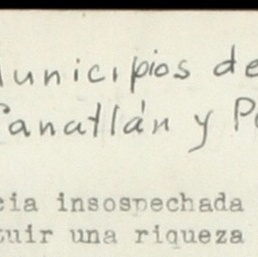 Municipios de
Canatlán y P
cia insospechada
tuir una riqueza